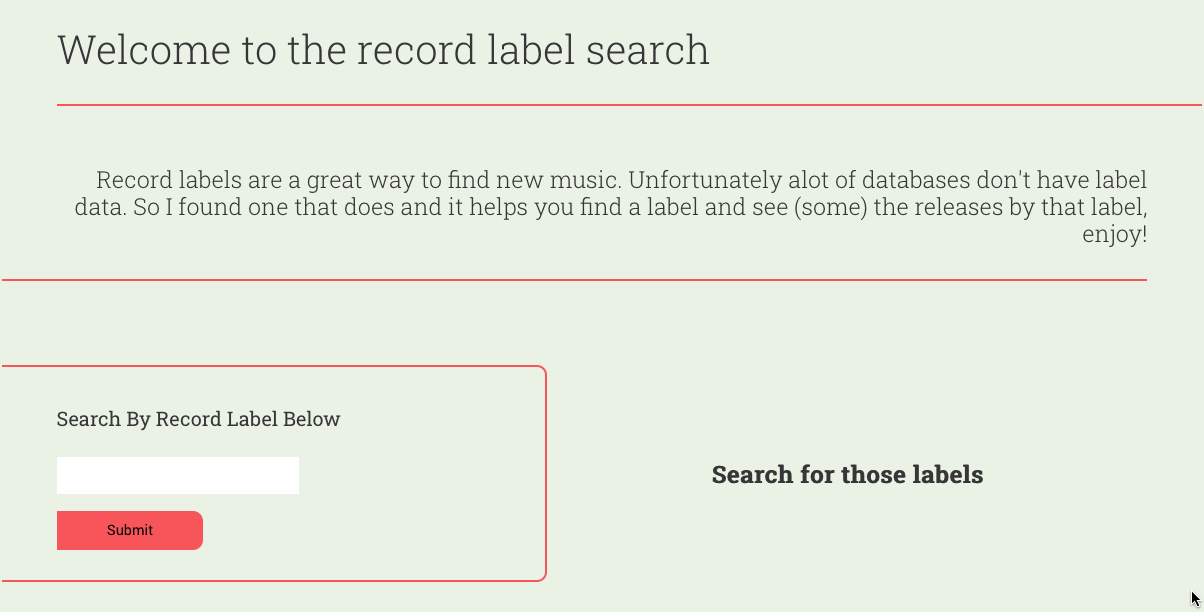 Welcome to the record label search
Record labels are a great way to find new music. Unfortunately alot of databases don't have label
data. So I found one that does and it helps you find a label and see (some) the releases by that label,
enjoy!
Search By Record Label Below
Search for those labels
Submit